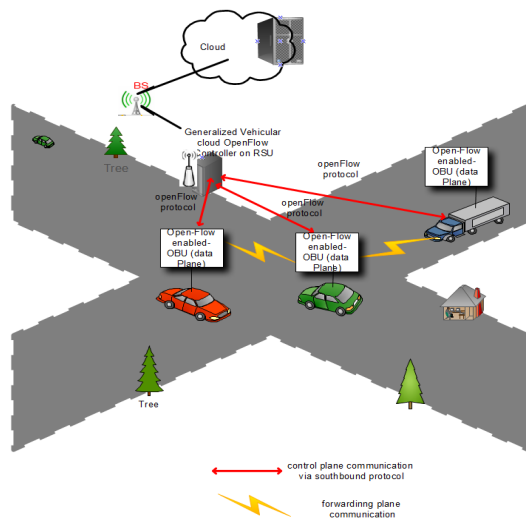 Cloud
BS
Generalized Vehicular
cloud OpenFlow
Controller on RSU
Tree
openFlow
protocol
Open-Flow
enabled-
OBU (data
Plane)
openFlow
protocol
openFlow
protocol
Open-Flow
enabled-
OBU (data
Plane)
Open-Flow
enabled-
OBU (data
Plane)
Tree
control plane communication
via southbound protocol
forwardinng plane
communication